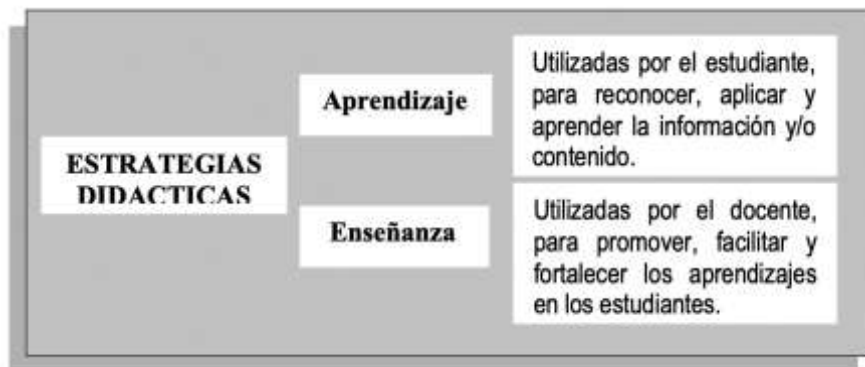 ESTRATEGIAS
DIDACTICAS
Aprendizaje
Utilizadas por el estudiante,
para reconocer, aplicar y
aprender la información y/o
contenido.
Enseñanza
Utilizadas por el docente,
para promover, facilitar y
fortalecer los aprendizajes
en los estudiantes.